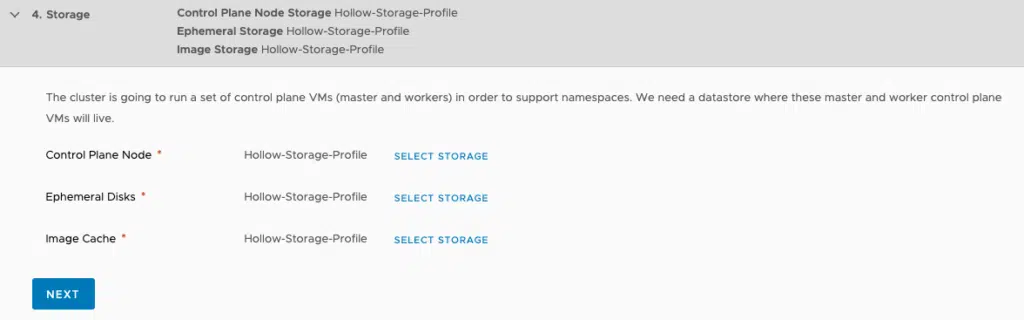 4. Storage
Control Plane Node Storage Hollow-Storage-Profile
Ephemeral Storage Hollow-Storage-Profile
Image Storage Hollow-Storage-Profile
The cluster is going to run a set of control plane VMs (master and workers) in order to support namespaces. We need a datastore where these master and worker control plane
VMs will live.
Control Plane Node * Hollow-Storage-Profile SELECT STORAGE
Ephemeral Disks * Hollow-Storage-Profile SELECT STORAGE
Image Cache * Hollow-Storage-Profile SELECT STORAGE
NEXT